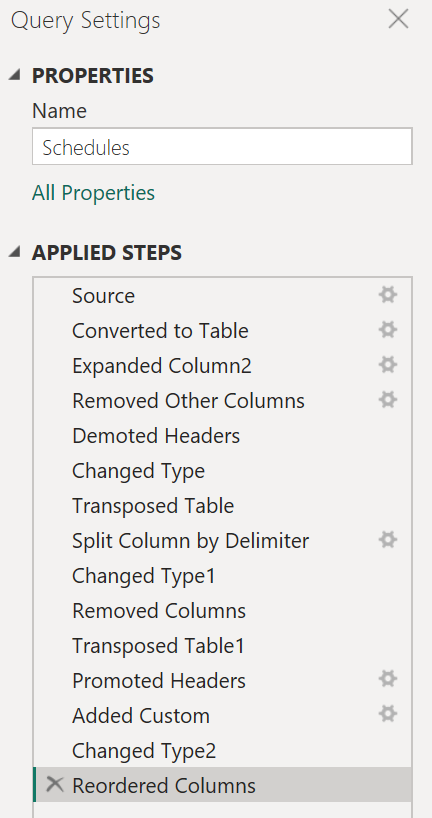 Query Settings
PROPERTIES
Name
Schedules
All Properties
APPLIED STEPS
Source
Converted to Table
Expanded Column2
Removed Other Columns
Demoted Headers
Changed Type
Transposed Table
Split Column by Delimiter
Changed Type1
Removed Columns
Transposed Table1
Promoted Headers
Added Custom
Changed Type2
Reordered Columns